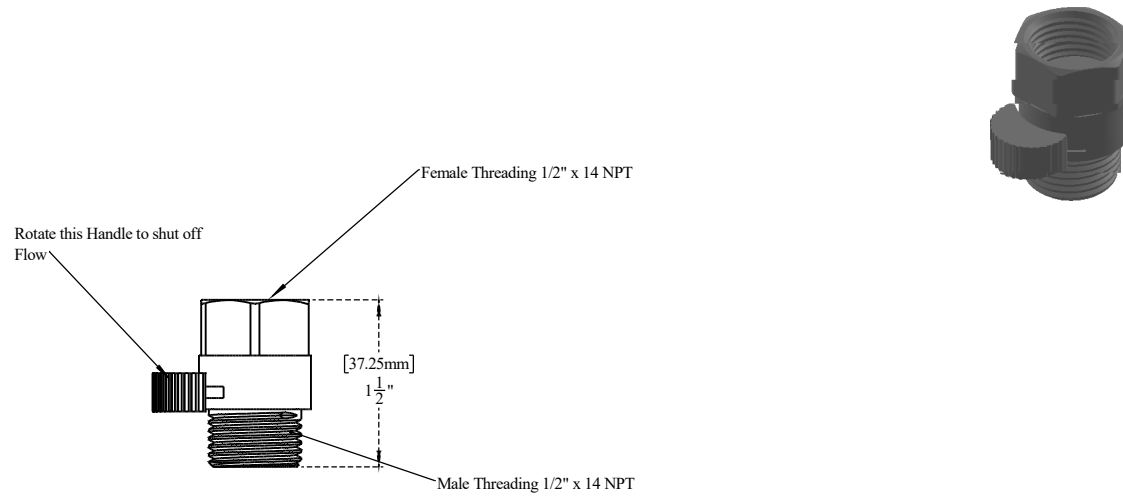 Female Threading 1/2" x 14 NPT
Rotate this Handle to shut off
Flow
[37.25mm]
1 1/2"
Male Threading 1/2" x 14 NPT